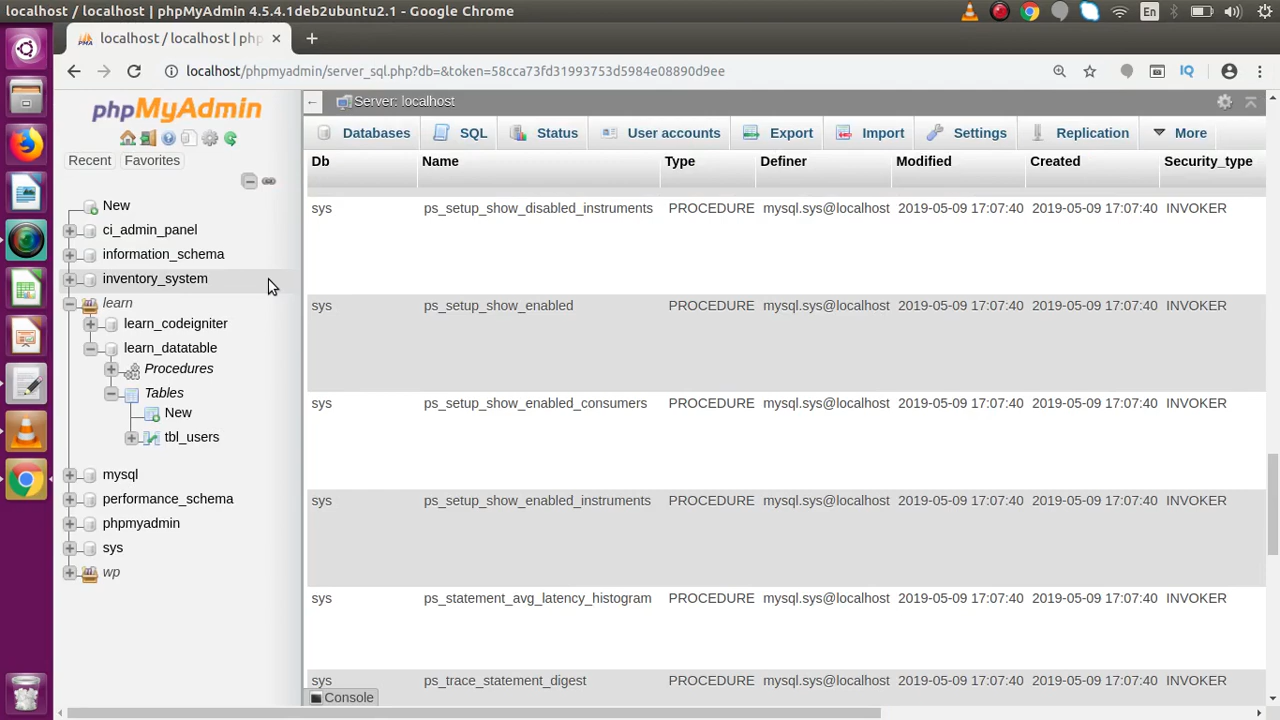 localhost / localhost | phpMyAdmin 4.5.4.1deb2ubuntu2.1 - Google Chrome
En
localhost / localhost | php
localhost/phpmyadmin/server_sql.php?db=&token=58cca73fd31993753d5984e08890d9ee
IQ
phpMyAdmin
Recent Favorites
New
ci_admin_panel
information_schema
inventory_system
learn
learn_codeigniter
learn_datatable
Procedures
Tables
New
tbl_users
mysql
performance_schema
phpmyadmin
sys
wp
Server: localhost
Databases SQL Status User accounts Export Import Settings Replication More
Db Name Type Definer Modified Created Security_type
sys ps_setup_show_disabled_instruments PROCEDURE mysql.sys@localhost 2019-05-09 17:07:40 2019-05-09 17:07:40 INVOKER
sys ps_setup_show_enabled PROCEDURE mysql.sys@localhost 2019-05-09 17:07:40 2019-05-09 17:07:40 INVOKER
sys ps_setup_show_enabled_consumers PROCEDURE mysql.sys@localhost 2019-05-09 17:07:40 2019-05-09 17:07:40 INVOKER
sys ps_setup_show_enabled_instruments PROCEDURE mysql.sys@localhost 2019-05-09 17:07:40 2019-05-09 17:07:40 INVOKER
sys ps_statement_avg_latency_histogram PROCEDURE mysql.sys@localhost 2019-05-09 17:07:40 2019-05-09 17:07:40 INVOKER
sys ps_trace_statement_digest PROCEDURE mysql.sys@localhost 2019-05-09 17:07:40 2019-05-09 17:07:40 INVOKER
Console